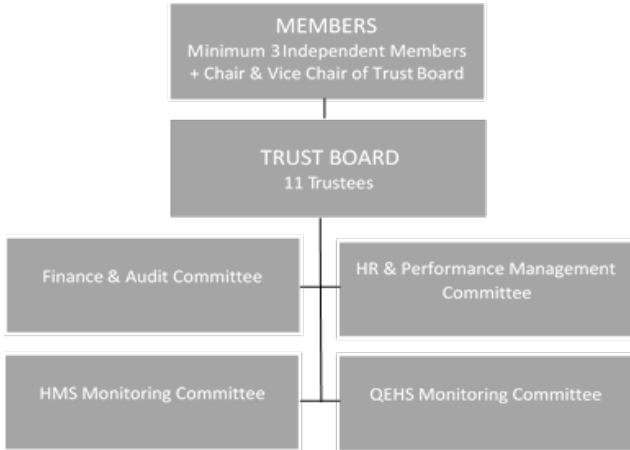 MEMBERS
Minimum 3 Independent Members
+ Chair & Vice Chair of Trust Board
TRUST BOARD
11 Trustees
Finance & Audit Committee
HR & Performance Management
Committee
HMS Monitoring Committee
QEHS Monitoring Committee